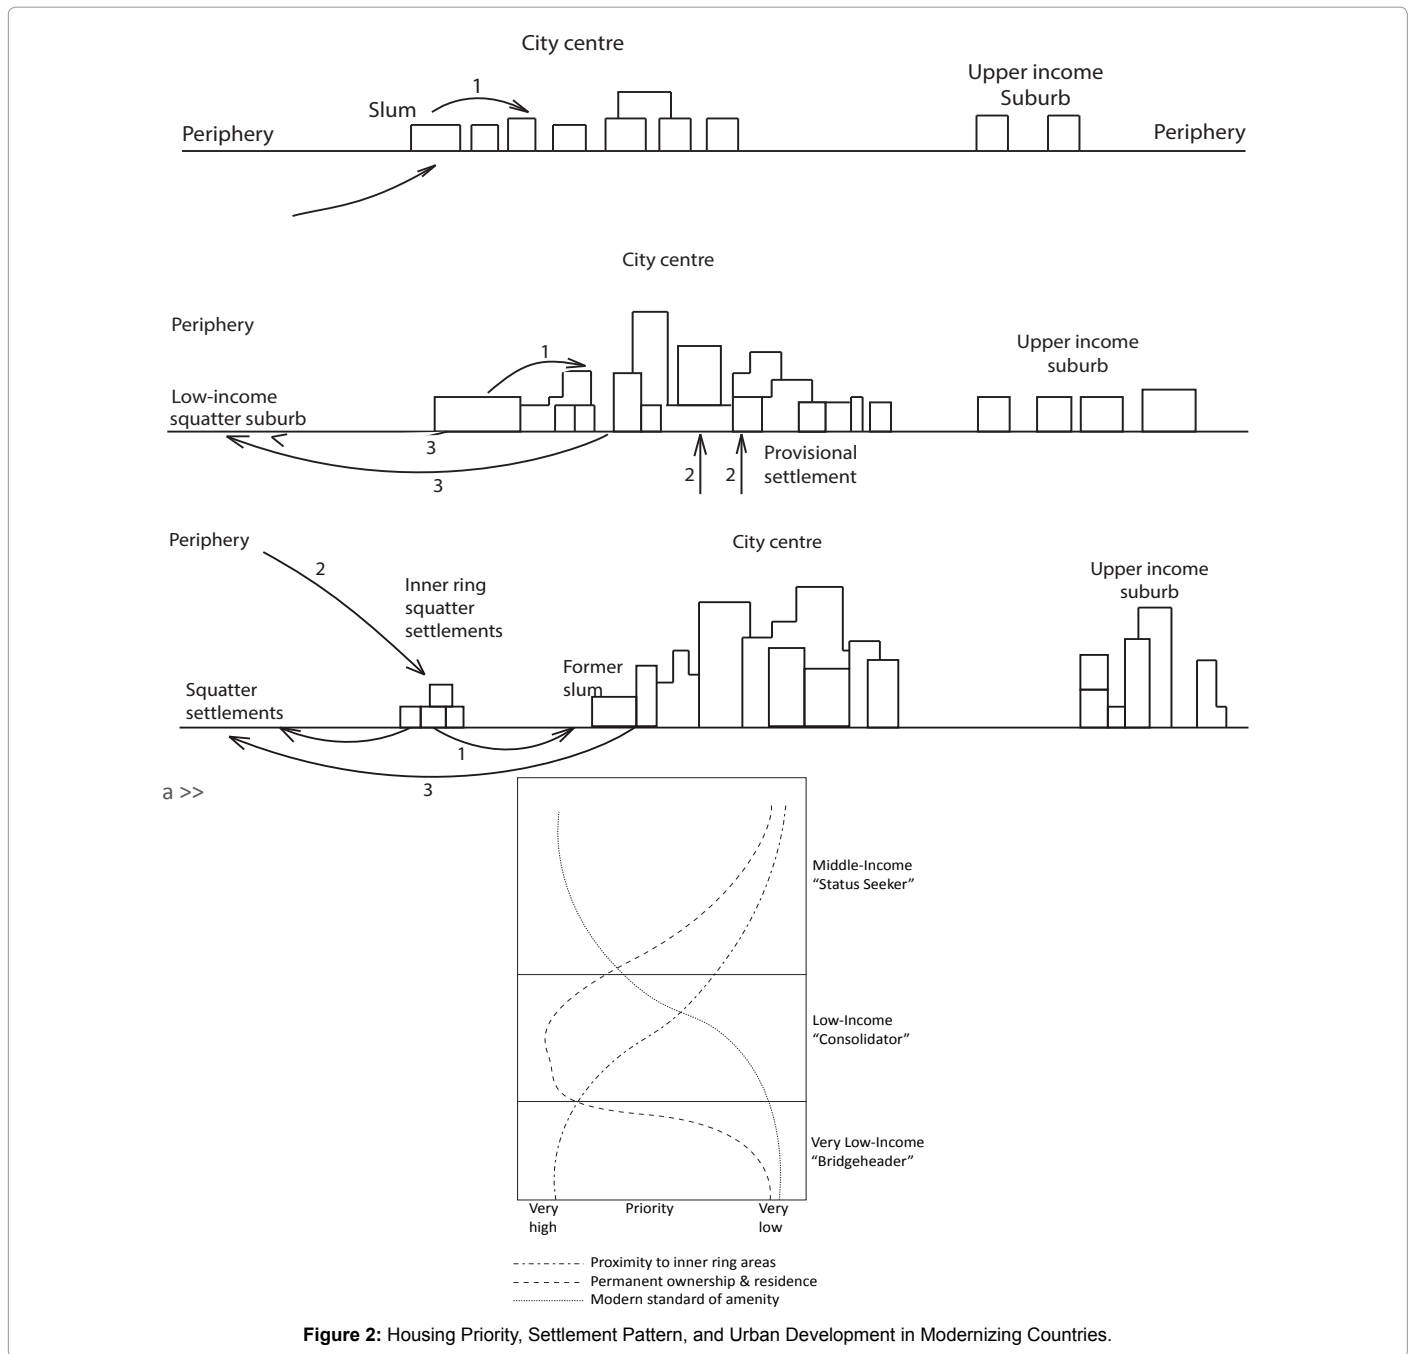 City centre
Upper income
Suburb
1
Slum
Periphery
Periphery
City centre
Periphery
1
Upper income
suburb
Low-income
squatter suburb
3
3
2
2
Provisional
settlement
Periphery
2
City centre
Inner ring
squatter
settlements
Upper income
suburb
Former
slum
Squatter
settlements
1
3
a >>
Middle-Income
“Status Seeker”
Low-Income
“Consolidator”
Very Low-Income
“Bridgeheader”
Very
high
Priority
Very
low
Proximity to inner ring areas
Permanent ownership & residence
Modern standard of amenity
Figure 2: Housing Priority, Settlement Pattern, and Urban Development in Modernizing Countries.